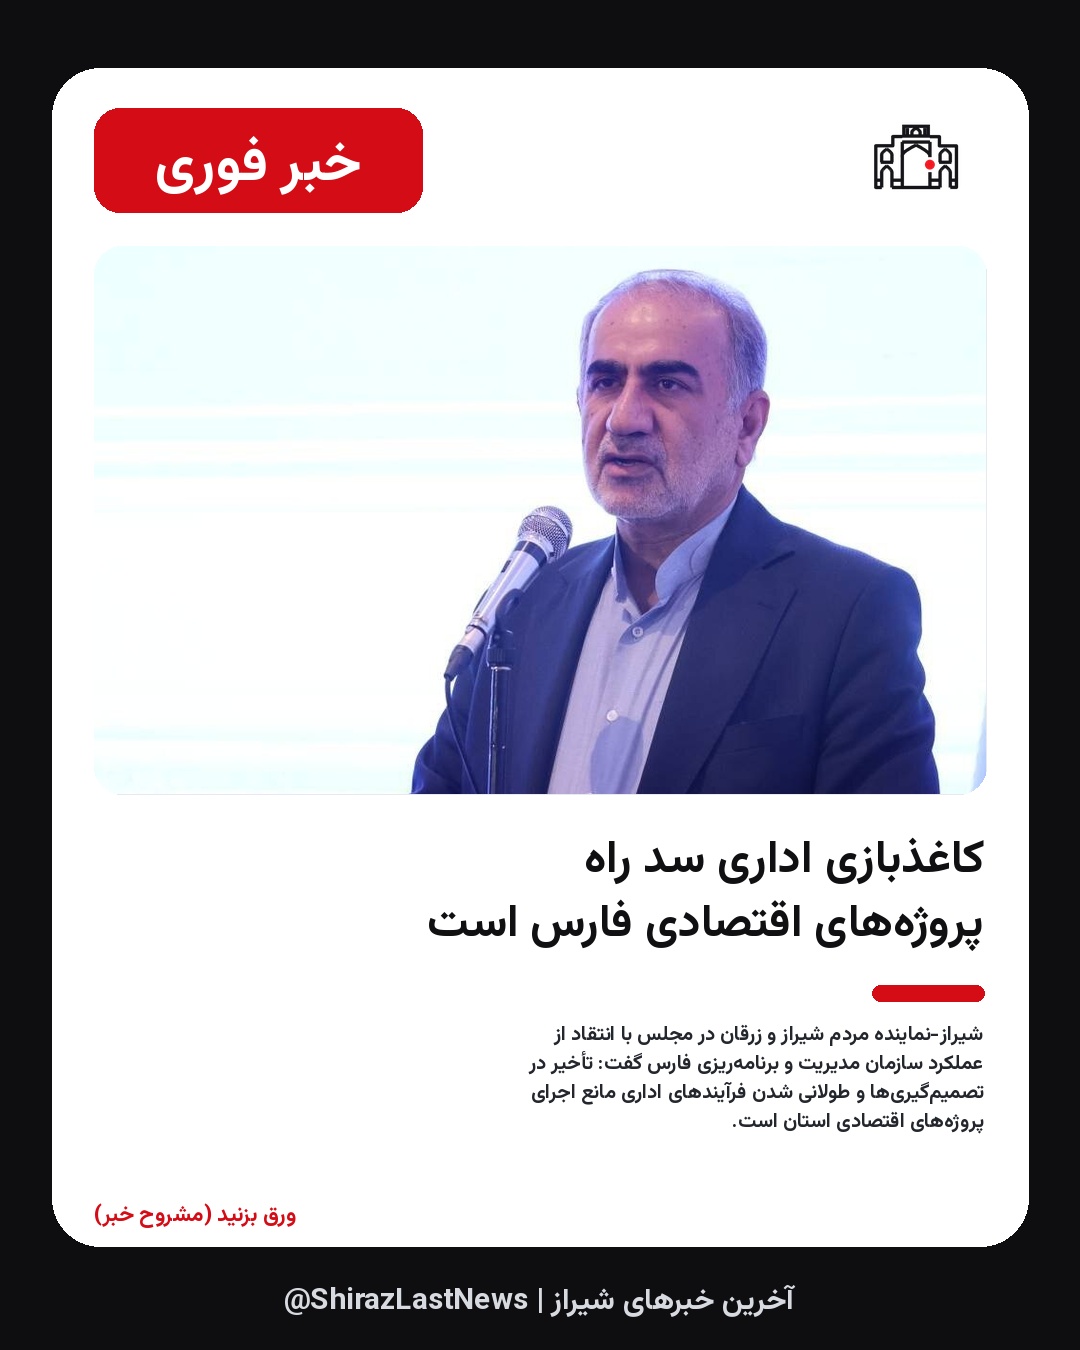 خبر فوری
کاغذبازی اداری سد راه
پروژه‌های اقتصادی فارس است
شیراز-نماینده مردم شیراز و زرقان در مجلس با انتقاد از
عملکرد سازمان مدیریت و برنامه‌ریزی فارس گفت: تأخیر در
تصمیم‌گیری‌ها و طولانی شدن فرآیندهای اداری مانع اجرای
پروژه‌های اقتصادی استان است.
ورق بزنید (مشروح خبر)
آخرین خبرهای شیراز | @ShirazLastNews